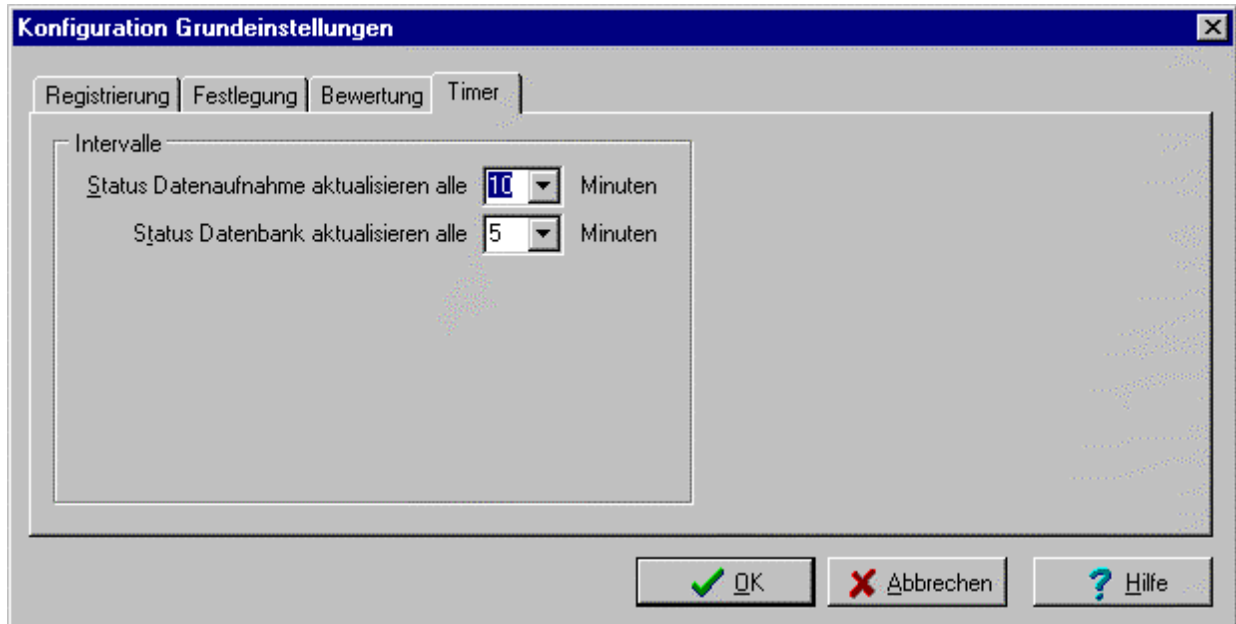 Konfiguration Grundeinstellungen
Registrierung Festlegung Bewertung Timer
Intervalle
Status Datenaufnahme aktualisieren alle 10 Minuten
Status Datenbank aktualisieren alle 5 Minuten
OK Abbrechen Hilfe